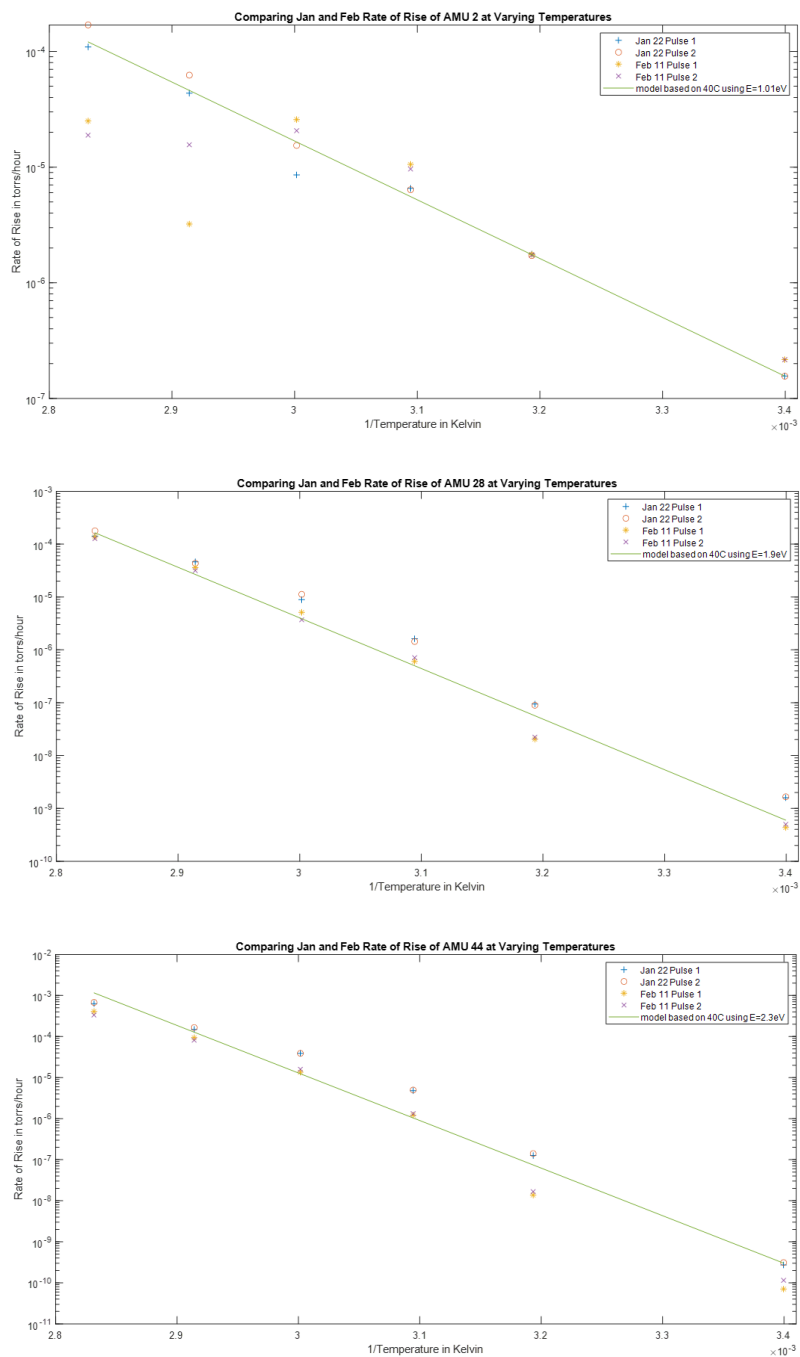 Comparing Jan and Feb Rate of Rise of AMU 2 at Varying Temperatures
Jan 22 Pulse 1
Jan 22 Pulse 2
Feb 11 Pulse 1
Feb 11 Pulse 2
model based on 40C using E=1.01eV
Rate of Rise in torrs/hour
10⁻⁴
10⁻⁵
10⁻⁶
10⁻⁷
2.8 2.9 3 3.1 3.2 3.3 3.4
1/Temperature in Kelvin
×10⁻³
Comparing Jan and Feb Rate of Rise of AMU 28 at Varying Temperatures
Jan 22 Pulse 1
Jan 22 Pulse 2
Feb 11 Pulse 1
Feb 11 Pulse 2
model based on 40C using E=1.9eV
Rate of Rise in torrs/hour
10⁻³
10⁻⁴
10⁻⁵
10⁻⁶
10⁻⁷
10⁻⁸
10⁻⁹
10⁻¹⁰
2.8 2.9 3 3.1 3.2 3.3 3.4
1/Temperature in Kelvin
×10⁻³
Comparing Jan and Feb Rate of Rise of AMU 44 at Varying Temperatures
Jan 22 Pulse 1
Jan 22 Pulse 2
Feb 11 Pulse 1
Feb 11 Pulse 2
model based on 40C using E=2.3eV
Rate of Rise in torrs/hour
10⁻²
10⁻³
10⁻⁴
10⁻⁵
10⁻⁶
10⁻⁷
10⁻⁸
10⁻⁹
10⁻¹⁰
10⁻¹¹
2.8 2.9 3 3.1 3.2 3.3 3.4
1/Temperature in Kelvin
×10⁻³